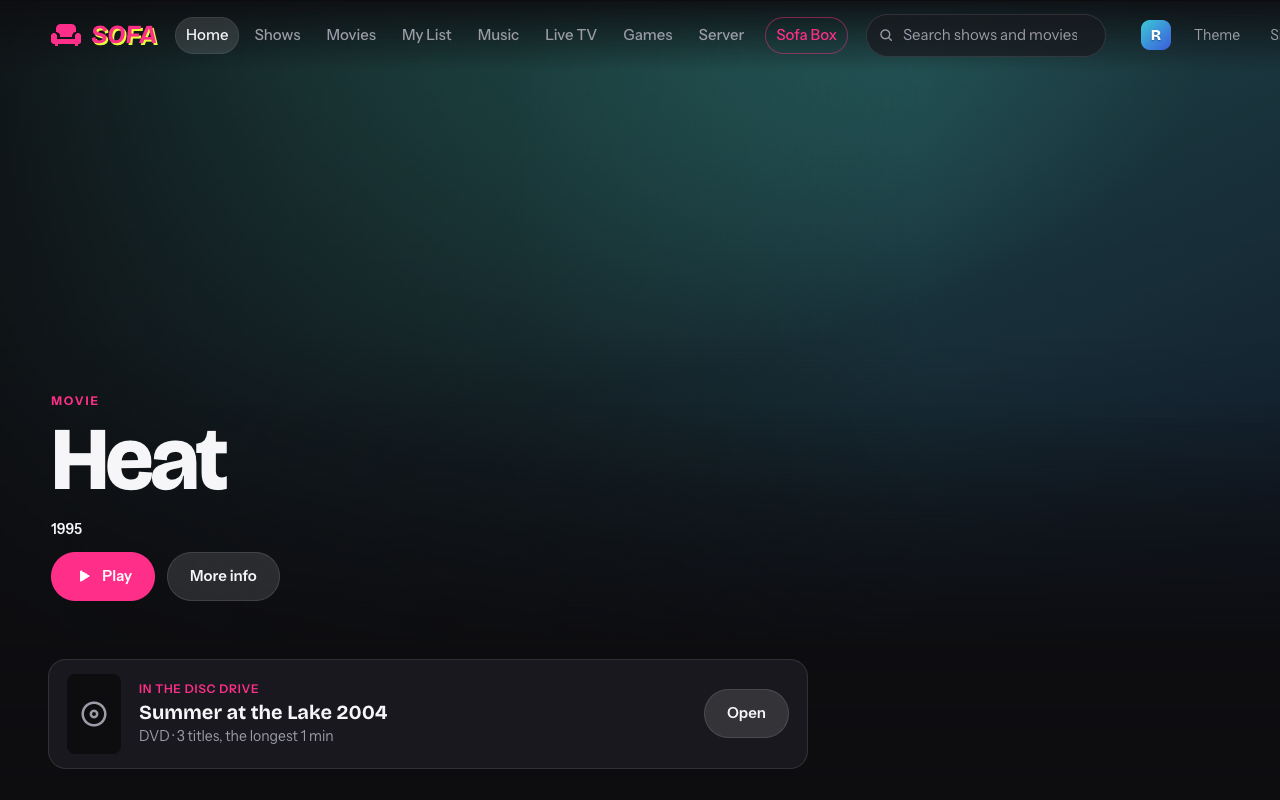 SOFA
Home
Shows
Movies
My List
Music
Live TV
Games
Server
Sofa Box
Search shows and movies
R
Theme
MOVIE
Heat
1995
Play
More info
IN THE DISC DRIVE
Summer at the Lake 2004
DVD · 3 titles, the longest 1 min
Open